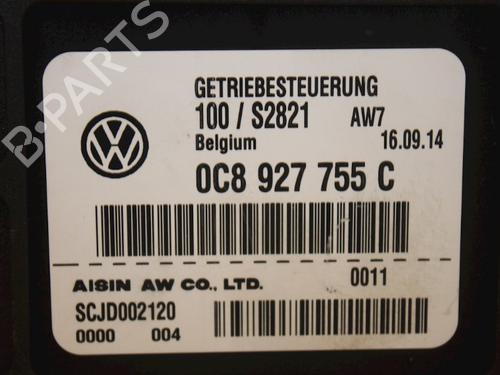 B-PARTS
GETRIEBESTEUERUNG
100 / S2821 AW7
Belgium 16.09.14
0C8 927 755 C
AISIN AW CO., LTD. 0011
SCJD002120
0000 004